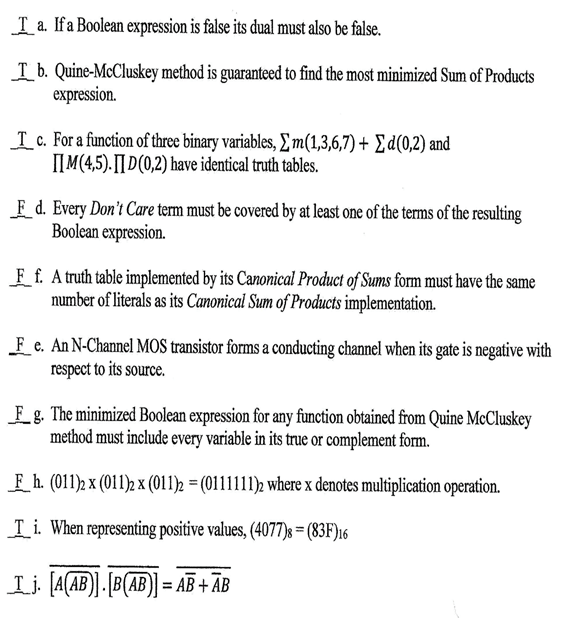 T a. If a Boolean expression is false its dual must also be false.
T b. Quine-McCluskey method is guaranteed to find the most minimized Sum of Products
expression.
T c. For a function of three binary variables, ∑m(1,3,6,7) + ∑d(0,2) and
∏M(4,5).∏D(0,2) have identical truth tables.
F d. Every Don't Care term must be covered by at least one of the terms of the resulting
Boolean expression.
F f. A truth table implemented by its Canonical Product of Sums form must have the same
number of literals as its Canonical Sum of Products implementation.
F e. An N-Channel MOS transistor forms a conducting channel when its gate is negative with
respect to its source.
F g. The minimized Boolean expression for any function obtained from Quine McCluskey
method must include every variable in its true or complement form.
F h. (011)₂ x (011)₂ x (011)₂ = (0111111)₂ where x denotes multiplication operation.
T i. When representing positive values, (4077)₈ = (83F)₁₆
T j. [A(AB)].[B(AB)] = AB̅ + A̅B